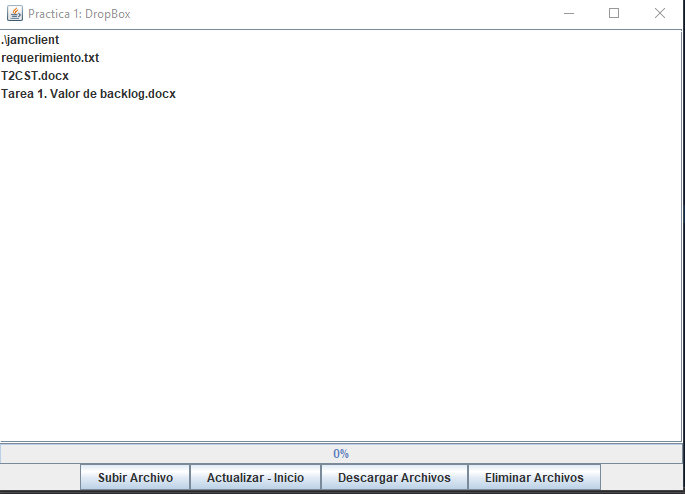 Practica 1: DropBox
.\jamclient
requerimiento.txt
T2CST.docx
Tarea 1. Valor de backlog.docx
0%
Subir Archivo
Actualizar - Inicio
Descargar Archivos
Eliminar Archivos